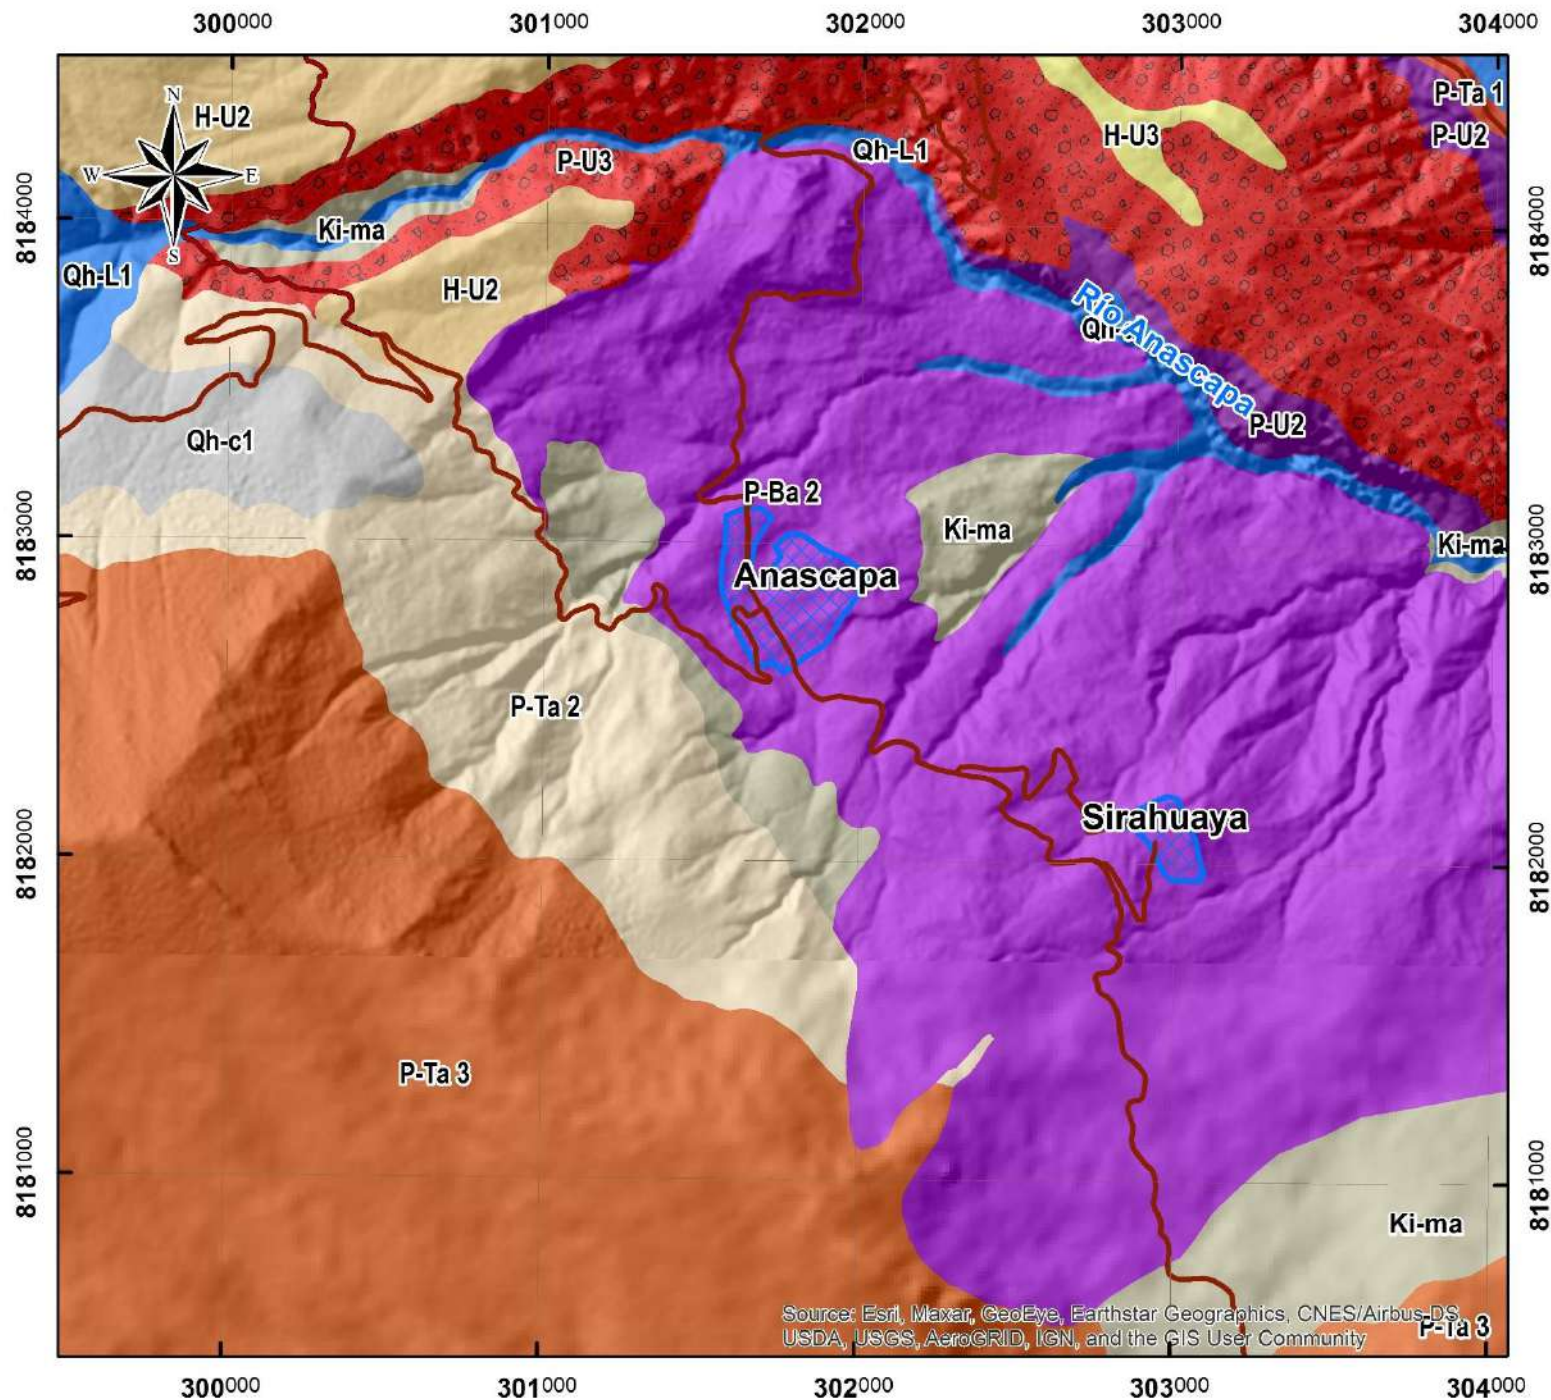 300000 301000 302000 303000 304000
N
H-U2
P-Ta 1
H-U3
P-U2
Qh-L1
P-U3
W E
8184000
Ki-ma
8184000
S
Qh-L1
H-U2
Río Anascapa
Qh-c1
P-U2
P-Ba 2
8183000
Ki-ma
Ki-ma
8183000
Anascapa
P-Ta 2
Sirahuaya
8182000
8182000
P-Ta 3
8181000
8181000
Ki-ma
Source: Esri, Maxar, GeoEye, Earthstar Geographics, CNES/Airbus DS,
USDA, USGS, AeroGRID, IGN, and the GIS User Community
P-Ta 3
300000 301000 302000 303000 304000